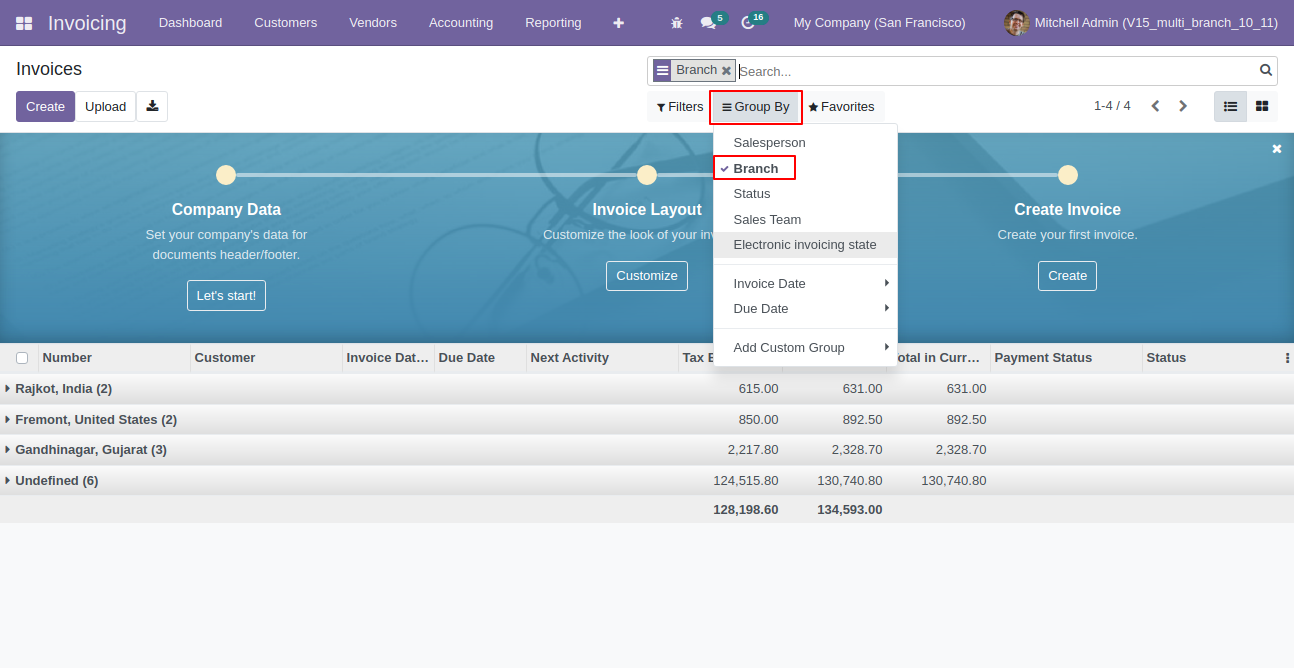 Invoicing Dashboard Customers Vendors Accounting Reporting 5 16 My Company (San Francisco) Mitchell Admin (V15_multi_branch_10_11)
Invoices
Branch Search...
Create Upload Filters Group By Favorites 1-4 / 4
Salesperson
Branch
Status
Sales Team
Electronic invoicing state
Invoice Date
Due Date
Add Custom Group
Company Data
Set your company's data for
documents header/footer.
Let's start!
Invoice Layout
Customize the look of your inv
Customize
Create Invoice
Create your first invoice.
Create
Number Customer Invoice Dat... Due Date Next Activity Tax otal in Curr... Payment Status Status
Rajkot, India (2) 615.00 631.00 631.00
Fremont, United States (2) 850.00 892.50 892.50
Gandhinagar, Gujarat (3) 2,217.80 2,328.70 2,328.70
Undefined (6) 124,515.80 130,740.80 130,740.80
128,198.60 134,593.00